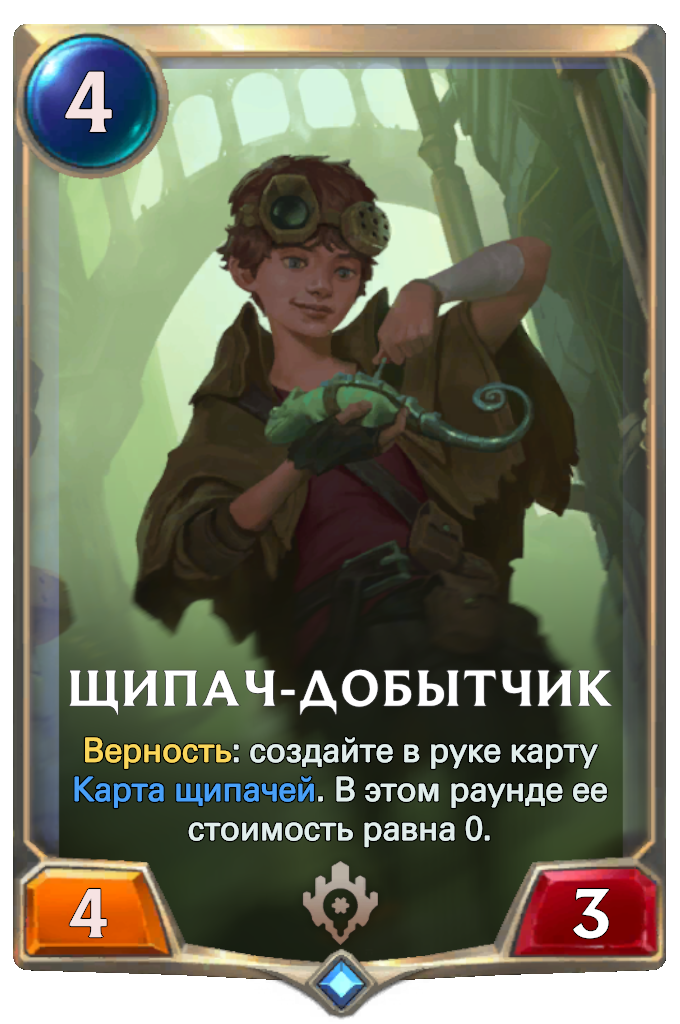 4
ЩИПАЧ-ДОБЫТЧИК
Верность: создайте в руке карту
Карта щипачей. В этом раунде ее
стоимость равна 0.
4
3